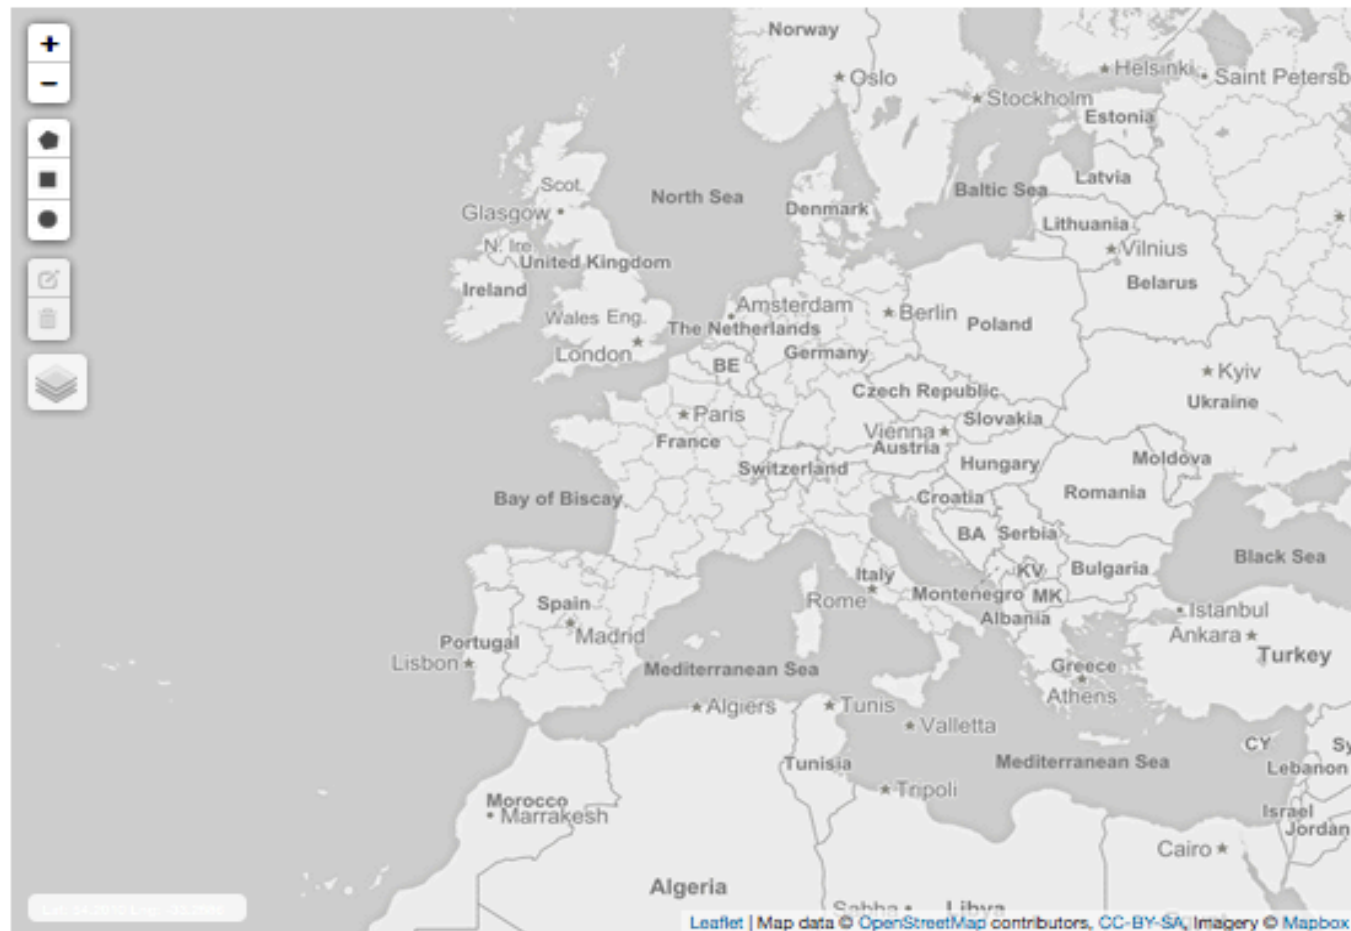 Norway
Helsinki
Oslo
Saint Petersb
Stockholm
Estonia
Latvia
Scot.
Baltic Sea
North Sea
Denmark
Glasgow
Lithuania
N. Ire.
Vilnius
United Kingdom
Belarus
Ireland
Amsterdam
Berlin
Wales Eng.
Poland
The Netherlands
London
Germany
BE
Kyiv
Czech Republic
Ukraine
Paris
Slovakia
Vienna
France
Austria
Moldova
Switzerland
Hungary
Romania
Bay of Biscay
Croatia
BA
Serbia
Black Sea
Bulgaria
KV
Italy
Montenegro
MK
Rome
Spain
Istanbul
Albania
Madrid
Ankara
Portugal
Turkey
Lisbon
Mediterranean Sea
Greece
Athens
Algiers
Tunis
Valletta
CY
Sy
Tunisia
Mediterranean Sea
Lebanon
Tripoli
Morocco
Marrakesh
Israel
Jordan
Cairo
Algeria
Sabha
Libya
Leaflet | Map data © OpenStreetMap contributors, CC-BY-SA, Imagery © Mapbox